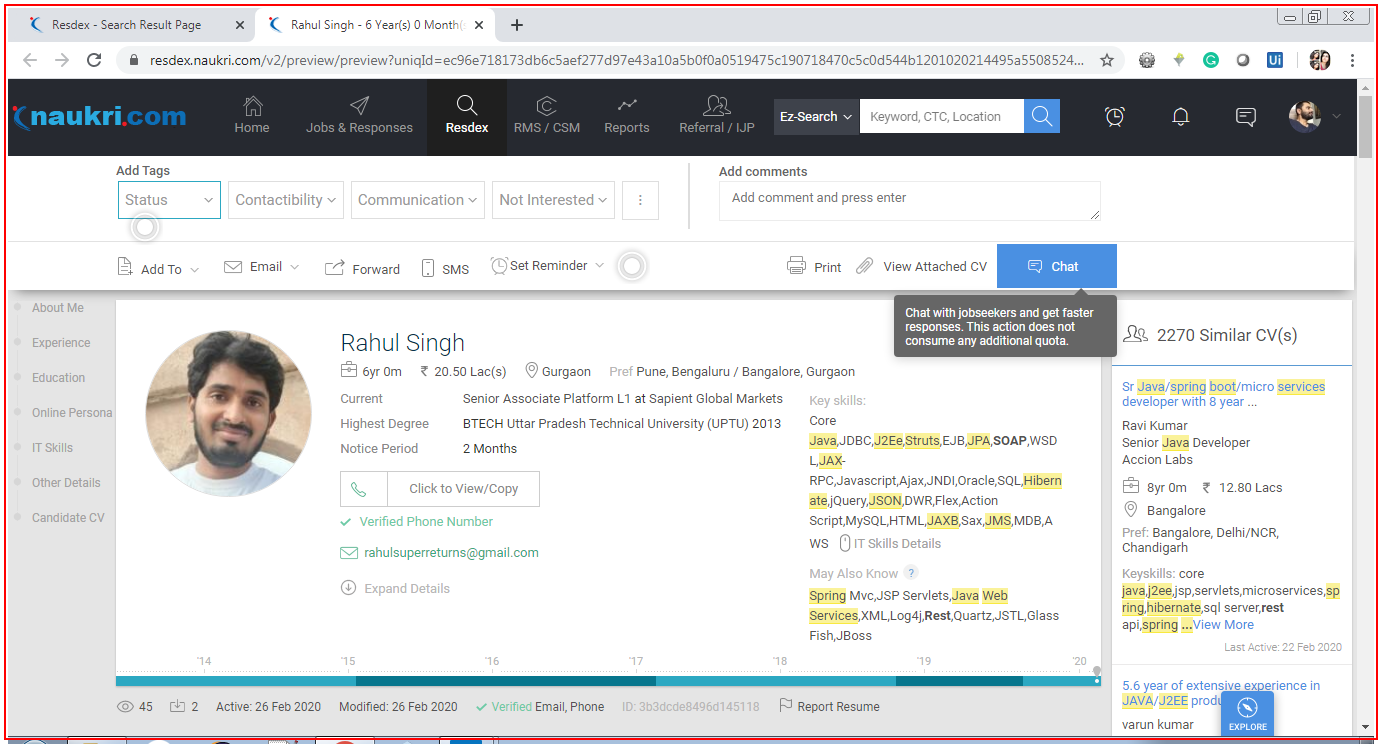 Resdex - Search Result Page
Rahul Singh - 6 Year(s) 0 Month(s
resdex.naukri.com/v2/preview/preview?uniqId=ec96e718173db6c5aef277d97e43a10a5b0f0a0519475c190718470c5c0d544b1201020214495a5508524...
Ui
naukri.com
Home
Jobs & Responses
Resdex
RMS / CSM
Reports
Referral / IJP
Ez-Search
Keyword, CTC, Location
Add Tags
Add comments
Status
Contactibility
Communication
Not Interested
Add comment and press enter
Add To
Email
Forward
SMS
Set Reminder
Print
View Attached CV
Chat
Chat with jobseekers and get faster
responses. This action does not
consume any additional quota.
About Me
Experience
Education
Online Persona
IT Skills
Other Details
Candidate CV
Rahul Singh
6yr 0m ₹ 20.50 Lac(s) Gurgaon Pref Pune, Bengaluru / Bangalore, Gurgaon
Current Senior Associate Platform L1 at Sapient Global Markets
Highest Degree BTECH Uttar Pradesh Technical University (UPTU) 2013
Notice Period 2 Months
Click to View/Copy
Verified Phone Number
rahulsuperreturns@gmail.com
Expand Details
Key skills:
Core
Java,JDBC,J2Ee,Struts,EJB,JPA,SOAP,WSD
L,JAX-
RPC,Javascript,Ajax,JNDI,Oracle,SQL,Hibern
ate,jQuery,JSON,DWR,Flex,Action
Script,MySQL,HTML,JAXB,Sax,JMS,MDB,A
WS IT Skills Details
May Also Know ?
Spring Mvc,JSP Servlets,Java Web
Services,XML,Log4j,Rest,Quartz,JSTL,Glass
Fish,JBoss
'14 '15 '16 '17 '18 '19 '20
45 2 Active: 26 Feb 2020 Modified: 26 Feb 2020 Verified Email, Phone ID: 3b3dcde8496d145118 Report Resume
2270 Similar CV(s)
Sr Java/spring boot/micro services
developer with 8 year ...
Ravi Kumar
Senior Java Developer
Accion Labs
8yr 0m ₹ 12.80 Lacs
Bangalore
Pref: Bangalore, Delhi/NCR,
Chandigarh
Keyskills: core
java,j2ee,jsp,servlets,microservices,sp
ring,hibernate,sql server,rest
api,spring ...View More
Last Active: 22 Feb 2020
5.6 year of extensive experience in
JAVA/J2EE produ
varun kumar
EXPLORE